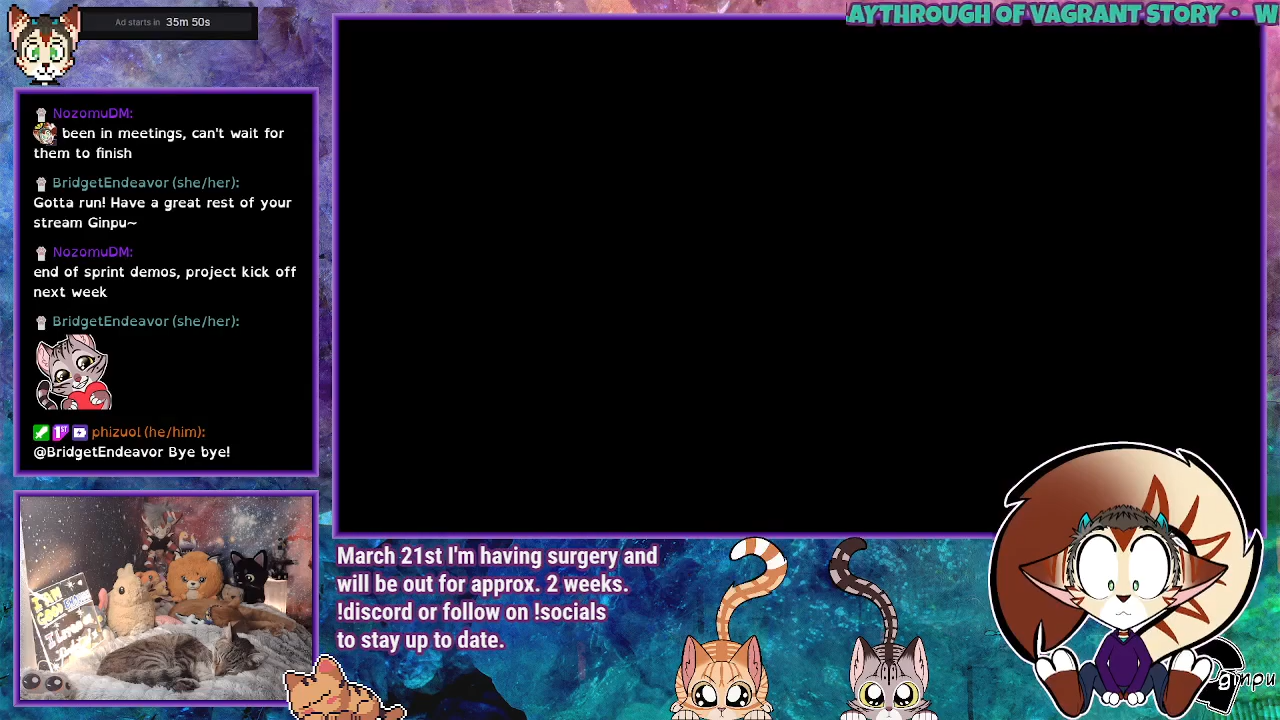 Ad starts in 35m 50s
AYTHROUGH OF VAGRANT STORY • W
NozomuDM:
been in meetings, can't wait for
them to finish
BridgetEndeavor (she/her):
Gotta run! Have a great rest of your
stream Ginpu~
NozomuDM:
end of sprint demos, project kick off
next week
BridgetEndeavor (she/her):
1ST phizuol (he/him):
@BridgetEndeavor Bye bye!
March 21st I'm having surgery and
will be out for approx. 2 weeks.
!discord or follow on !socials
to stay up to date.
ginpu